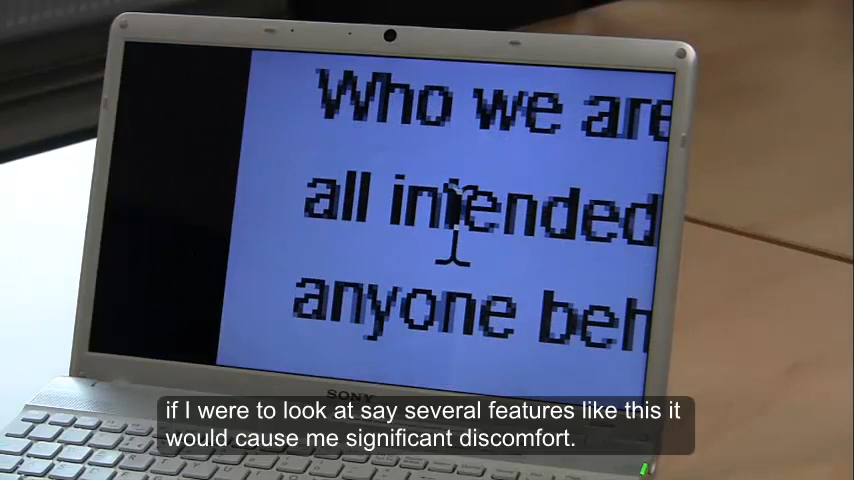 Who we are
all intended
anyone beh
SONY
if I were to look at say several features like this it
would cause me significant discomfort.